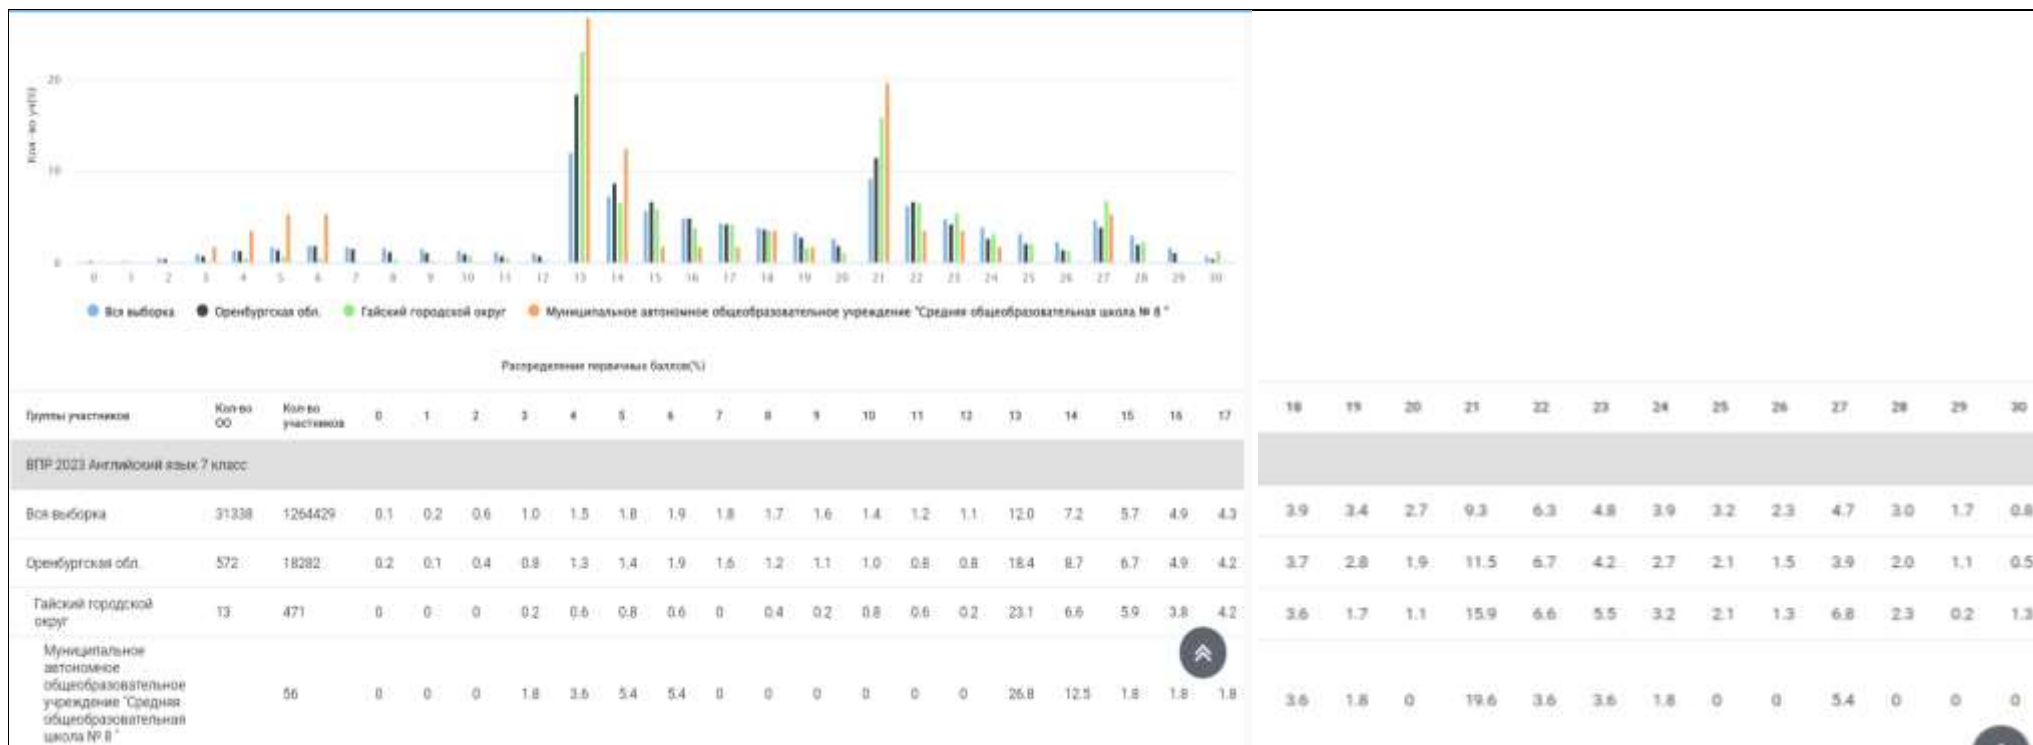 20
Кол-во уч(%)
10
0
0 1 2 3 4 5 6 7 8 9 10 11 12 13 14 15 16 17 18 19 20 21 22 23 24 25 26 27 28 29 30
Вся выборка Оренбургская обл. Гайский городской округ Муниципальное автономное общеобразовательное учреждение "Средняя общеобразовательная школа № 8 "
Распределение первичных баллов(%)
Группы участников Кол-во ОО Кол-во участников 0 1 2 3 4 5 6 7 8 9 10 11 12 13 14 15 16 17 18 19 20 21 22 23 24 25 26 27 28 29 30
ВПР 2023 Английский язык 7 класс
Вся выборка 31338 1264429 0.1 0.2 0.6 1.0 1.5 1.8 1.9 1.8 1.7 1.6 1.4 1.2 1.1 12.0 7.2 5.7 4.9 4.3 3.9 3.4 2.7 9.3 6.3 4.8 3.9 3.2 2.3 4.7 3.0 1.7 0.8
Оренбургская обл. 572 18282 0.2 0.1 0.4 0.8 1.3 1.4 1.9 1.6 1.2 1.1 1.0 0.8 0.8 18.4 8.7 6.7 4.9 4.2 3.7 2.8 1.9 11.5 6.7 4.2 2.7 2.1 1.5 3.9 2.0 1.1 0.5
Гайский городской
округ 13 471 0 0 0 0.2 0.6 0.8 0.6 0 0.4 0.2 0.8 0.6 0.2 23.1 6.6 5.9 3.8 4.2 3.6 1.7 1.1 15.9 6.6 5.5 3.2 2.1 1.3 6.8 2.3 0.2 1.3
Муниципальное
автономное
общеобразовательное
учреждение "Средняя
общеобразовательная
школа № 8 " 56 0 0 0 1.8 3.6 5.4 5.4 0 0 0 0 0 0 26.8 12.5 1.8 1.8 1.8 3.6 1.8 0 19.6 3.6 3.6 1.8 0 0 5.4 0 0 0